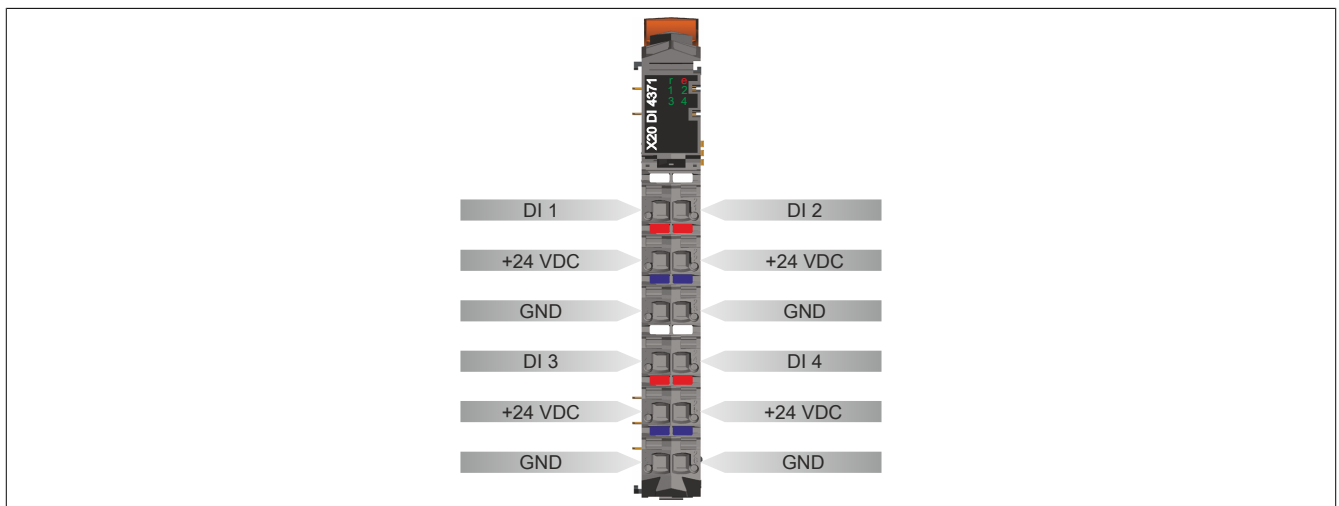 X20 DI 4371
r e
1 2
3 4
DI 1 DI 2
+24 VDC +24 VDC
GND GND
DI 3 DI 4
+24 VDC +24 VDC
GND GND